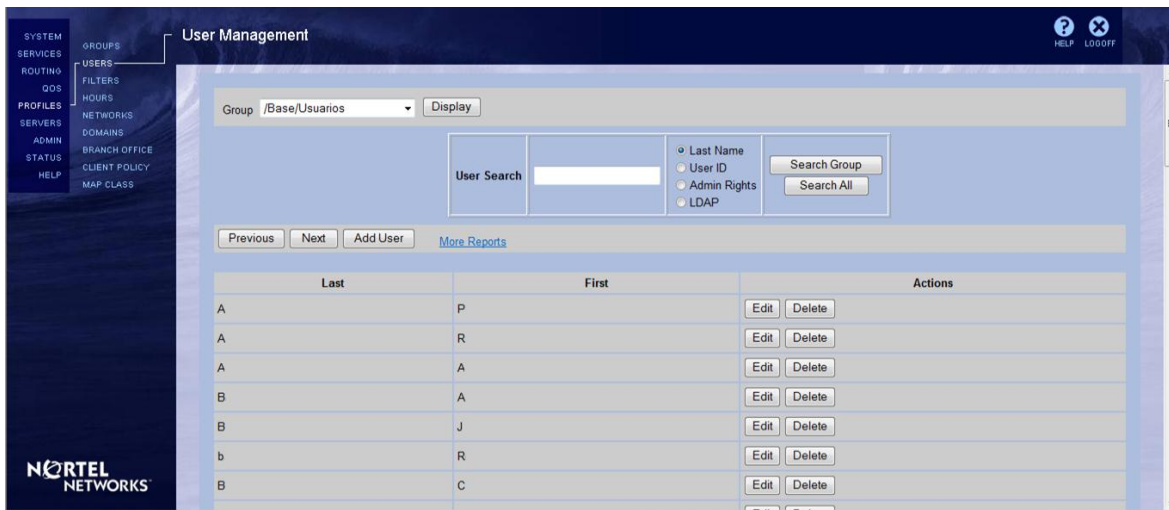 SYSTEM
SERVICES
ROUTING
QOS
PROFILES
SERVERS
ADMIN
STATUS
HELP
GROUPS
USERS
FILTERS
HOURS
NETWORKS
DOMAINS
BRANCH OFFICE
CLIENT POLICY
MAP CLASS
User Management
HELP LOGOFF
Group /Base/Usuarios Display
User Search
Last Name
User ID
Admin Rights
LDAP
Search Group
Search All
Previous Next Add User More Reports
Last First Actions
A P Edit Delete
A R Edit Delete
A A Edit Delete
B A Edit Delete
B J Edit Delete
b R Edit Delete
B C Edit Delete
NORTEL
NETWORKS